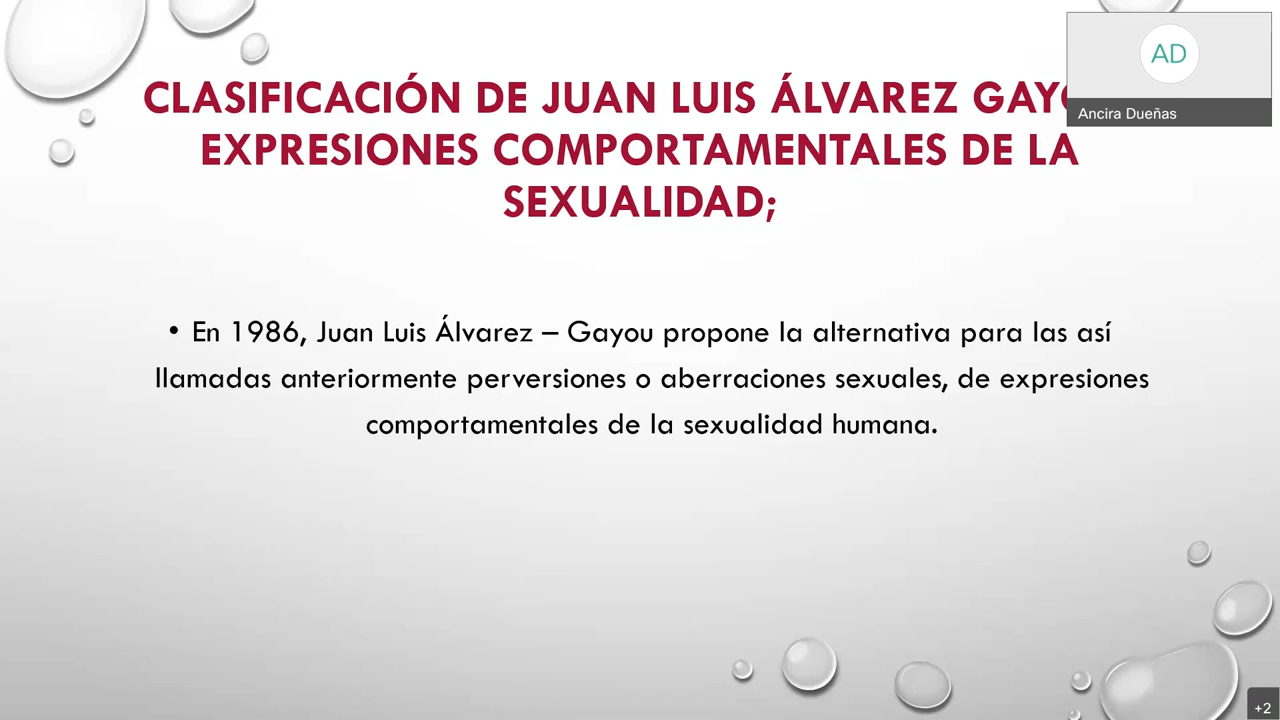 CLASIFICACIÓN DE JUAN LUIS ÁLVAREZ
EXPRESIONES COMPORTAMENTALES DE LA
SEXUALIDAD;
AD
Ancira Dueñas
• En 1986, Juan Luis Álvarez – Gayou propone la alternativa para las así
llamadas anteriormente perversiones o aberraciones sexuales, de expresiones
comportamentales de la sexualidad humana.
+2